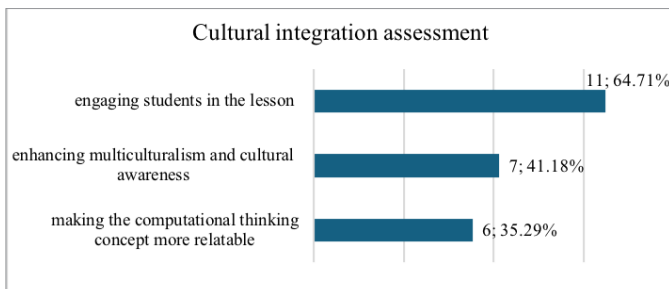 Cultural integration assessment
11; 64.71%
engaging students in the lesson
enhancing multiculturalism and cultural
awareness
7; 41.18%
making the computational thinking
concept more relatable
6; 35.29%